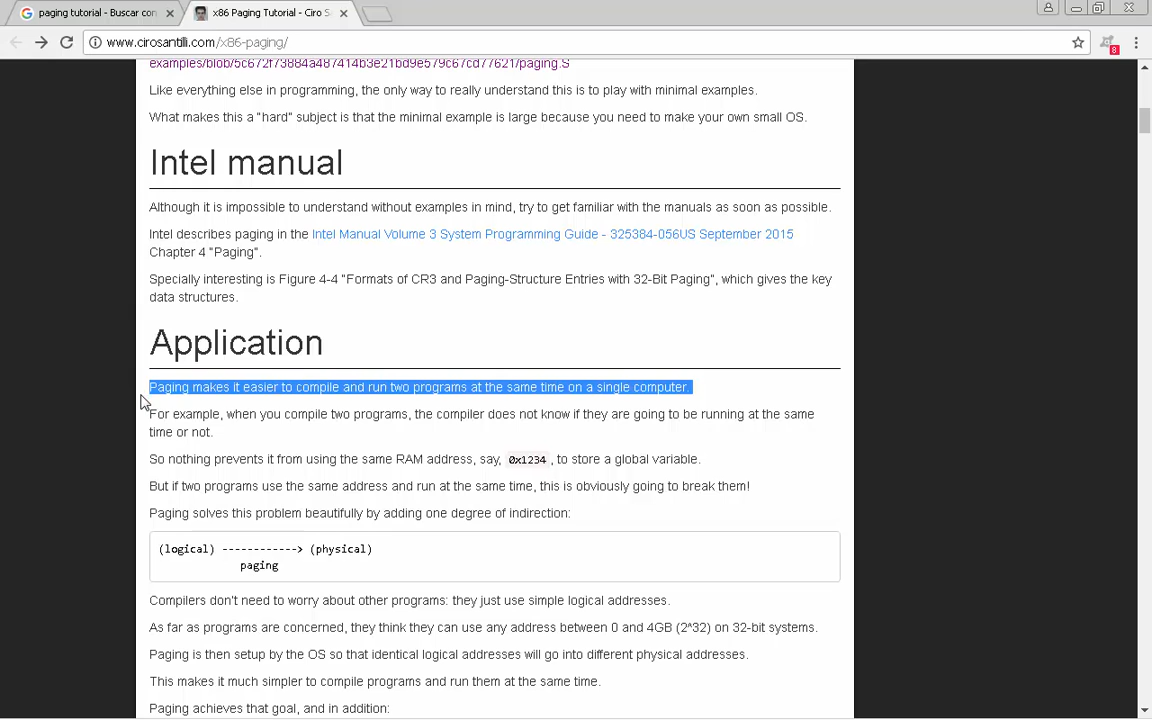 paging tutorial - Buscar con
x86 Paging Tutorial - Ciro S
www.cirosantilli.com/x86-paging/
8
examples/blob/5c672f73884a487414b3e21bd9e579c67cd77621/paging.S
Like everything else in programming, the only way to really understand this is to play with minimal examples.
What makes this a "hard" subject is that the minimal example is large because you need to make your own small OS.
Intel manual
Although it is impossible to understand without examples in mind, try to get familiar with the manuals as soon as possible.
Intel describes paging in the Intel Manual Volume 3 System Programming Guide - 325384-056US September 2015
Chapter 4 "Paging".
Specially interesting is Figure 4-4 "Formats of CR3 and Paging-Structure Entries with 32-Bit Paging", which gives the key
data structures.
Application
Paging makes it easier to compile and run two programs at the same time on a single computer.
For example, when you compile two programs, the compiler does not know if they are going to be running at the same
time or not.
So nothing prevents it from using the same RAM address, say, 0x1234 , to store a global variable.
But if two programs use the same address and run at the same time, this is obviously going to break them!
Paging solves this problem beautifully by adding one degree of indirection:
(logical) ------------> (physical)
paging
Compilers don't need to worry about other programs: they just use simple logical addresses.
As far as programs are concerned, they think they can use any address between 0 and 4GB (2^32) on 32-bit systems.
Paging is then setup by the OS so that identical logical addresses will go into different physical addresses.
This makes it much simpler to compile programs and run them at the same time.
Paging achieves that goal, and in addition: